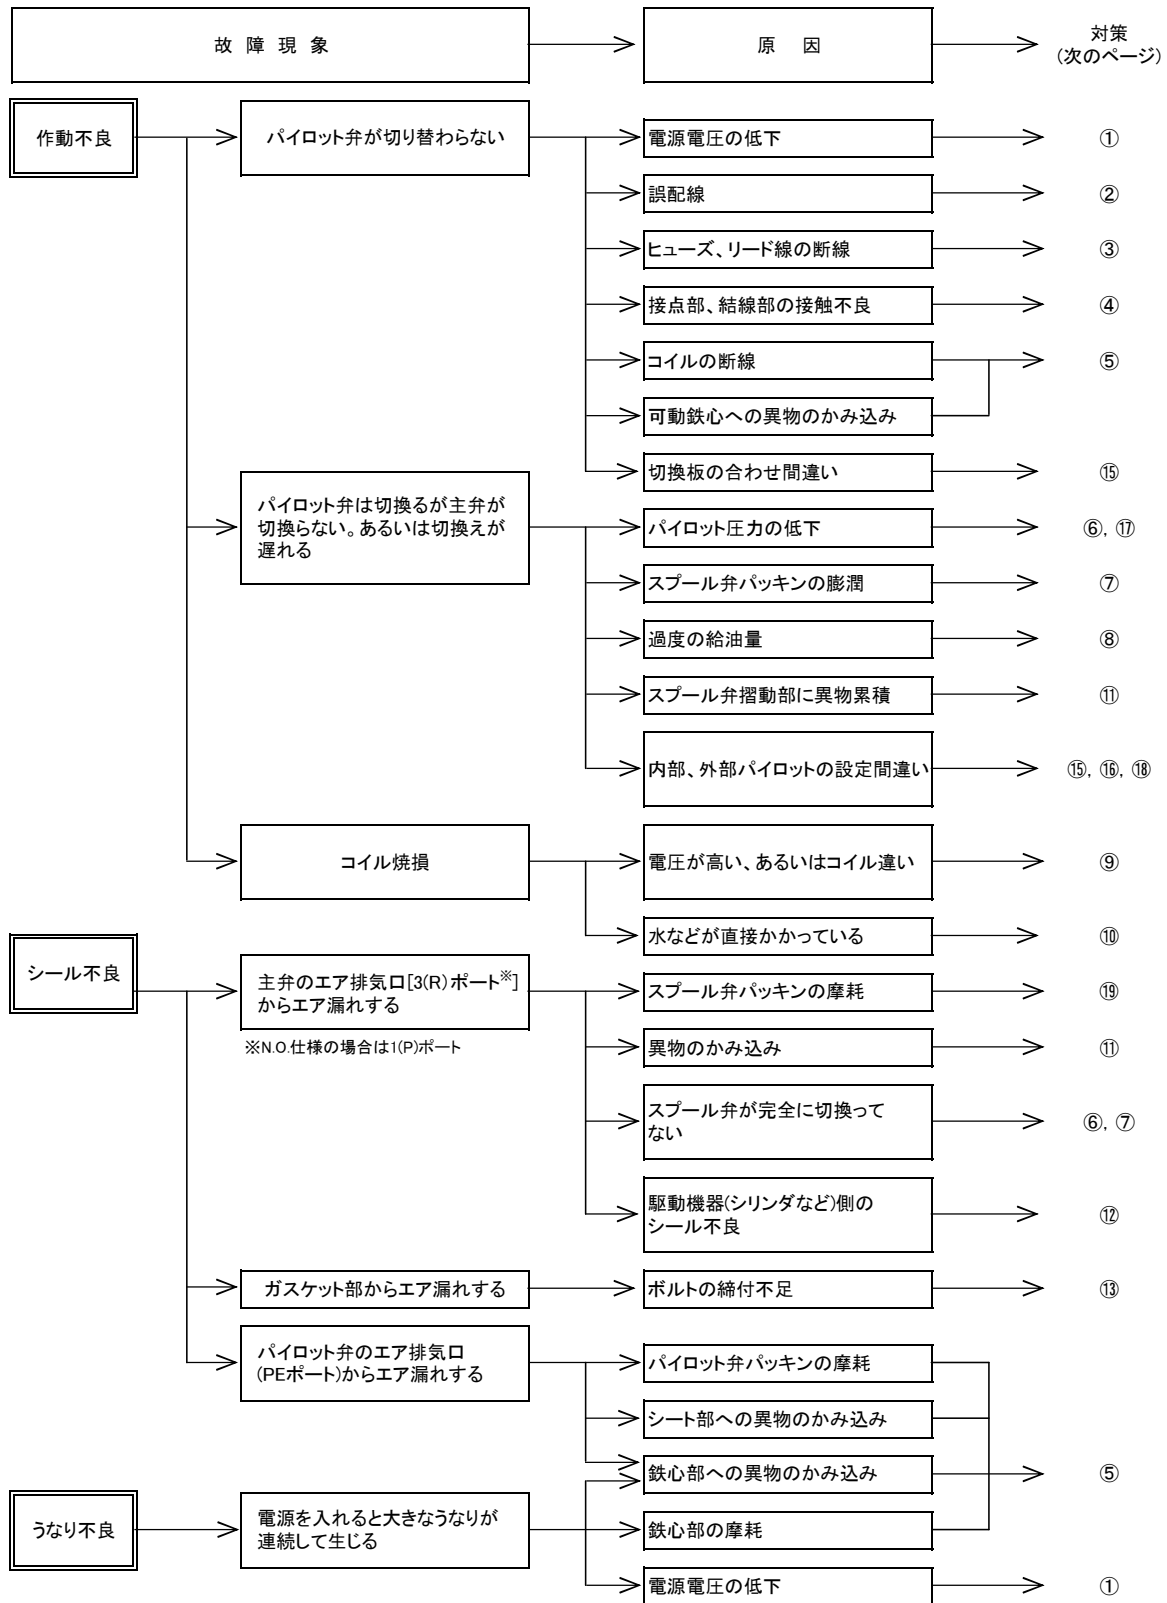 故 障 現 象
原 因
対策
(次のページ)
作動不良
パイロット弁が切り替わらない
電源電圧の低下
①
誤配線
②
ヒューズ、リード線の断線
③
接点部、結線部の接触不良
④
コイルの断線
⑤
可動鉄心への異物のかみ込み
切換板の合わせ間違い
⑮
パイロット弁は切換るが主弁が
切換らない。あるいは切換えが
遅れる
パイロット圧力の低下
⑥, ⑰
スプール弁パッキンの膨潤
⑦
過度の給油量
⑧
スプール弁摺動部に異物累積
⑪
内部、外部パイロットの設定間違い
⑮, ⑯, ⑱
コイル焼損
電圧が高い、あるいはコイル違い
⑨
水などが直接かかっている
⑩
シール不良
主弁のエア排気口[3(R)ポート※]
からエア漏れする
※N.O.仕様の場合は1(P)ポート
スプール弁パッキンの摩耗
⑲
異物のかみ込み
⑪
スプール弁が完全に切換って
ない
⑥, ⑦
駆動機器(シリンダなど)側の
シール不良
⑫
ガスケット部からエア漏れする
ボルトの締付不足
⑬
パイロット弁のエア排気口
(PEポート)からエア漏れする
パイロット弁パッキンの摩耗
シート部への異物のかみ込み
鉄心部への異物のかみ込み
⑤
うなり不良
電源を入れると大きなうなりが
連続して生じる
鉄心部の摩耗
電源電圧の低下
①